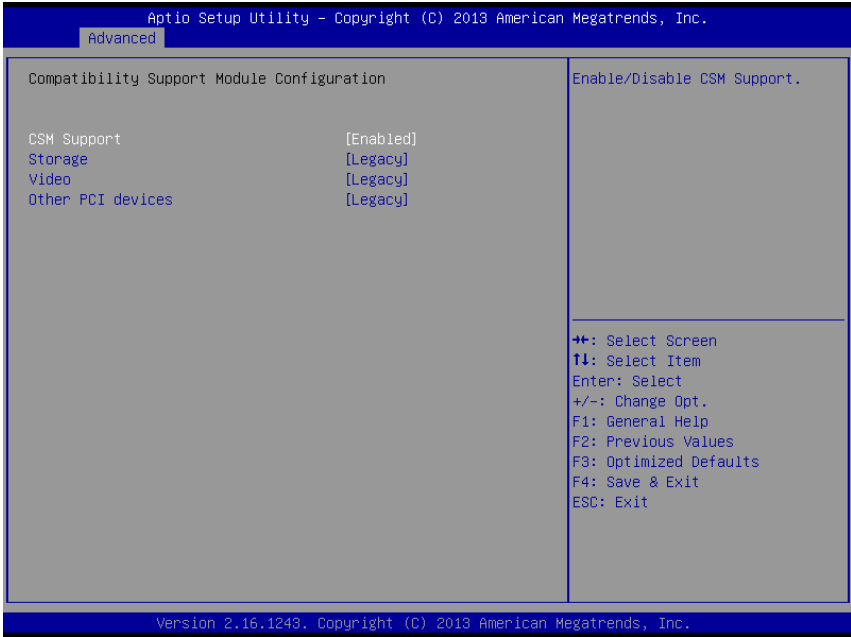 Aptio Setup Utility – Copyright (C) 2013 American Megatrends, Inc.
Advanced
Compatibility Support Module Configuration
CSM Support [Enabled]
Storage [Legacy]
Video [Legacy]
Other PCI devices [Legacy]
Enable/Disable CSM Support.
→←: Select Screen
↑↓: Select Item
Enter: Select
+/-: Change Opt.
F1: General Help
F2: Previous Values
F3: Optimized Defaults
F4: Save & Exit
ESC: Exit
Version 2.16.1243. Copyright (C) 2013 American Megatrends, Inc.